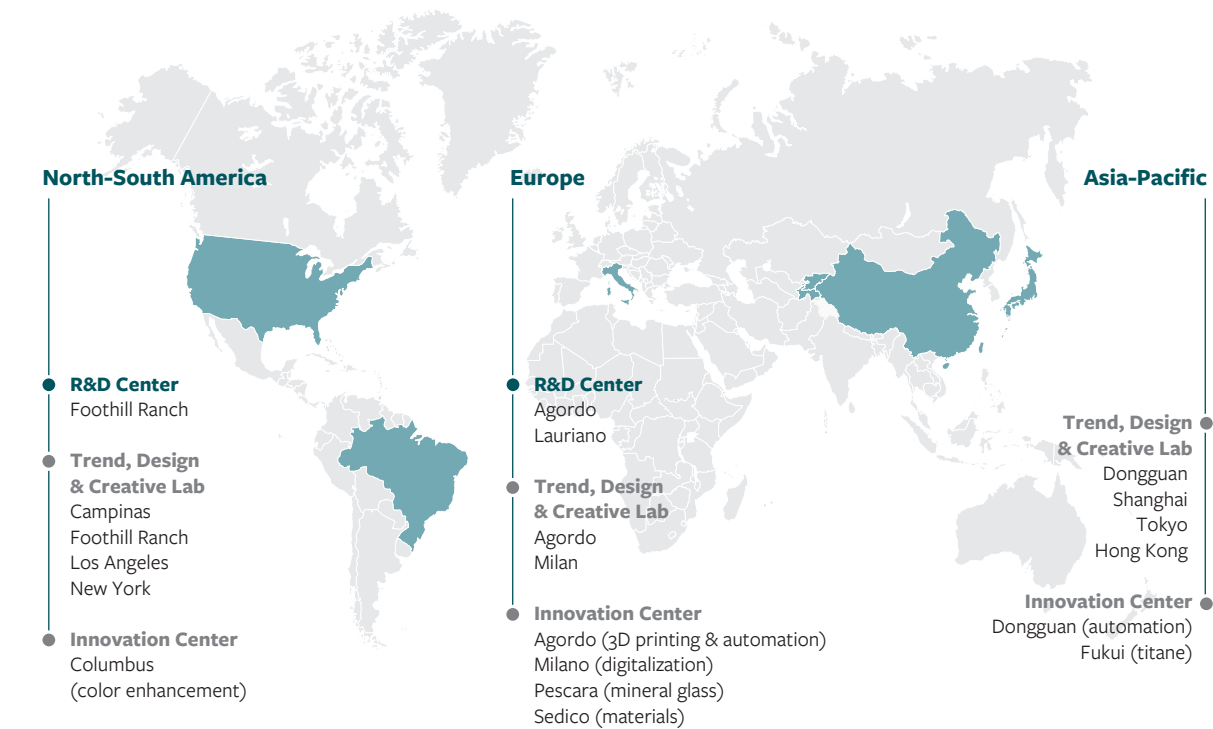 North-South America
R&D Center
Foothill Ranch
Trend, Design
& Creative Lab
Campinas
Foothill Ranch
Los Angeles
New York
Innovation Center
Columbus
(color enhancement)
Europe
R&D Center
Agordo
Lauriano
Trend, Design
& Creative Lab
Agordo
Milan
Innovation Center
Agordo (3D printing & automation)
Milano (digitalization)
Pescara (mineral glass)
Sedico (materials)
Asia-Pacific
Trend, Design
& Creative Lab
Dongguan
Shanghai
Tokyo
Hong Kong
Innovation Center
Dongguan (automation)
Fukui (titane)